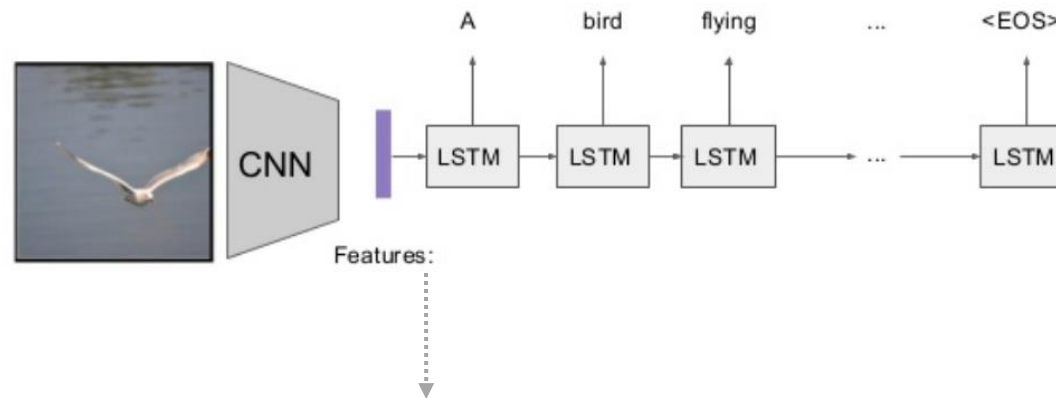 A bird flying ... <EOS>
CNN LSTM LSTM LSTM ... LSTM
Features: